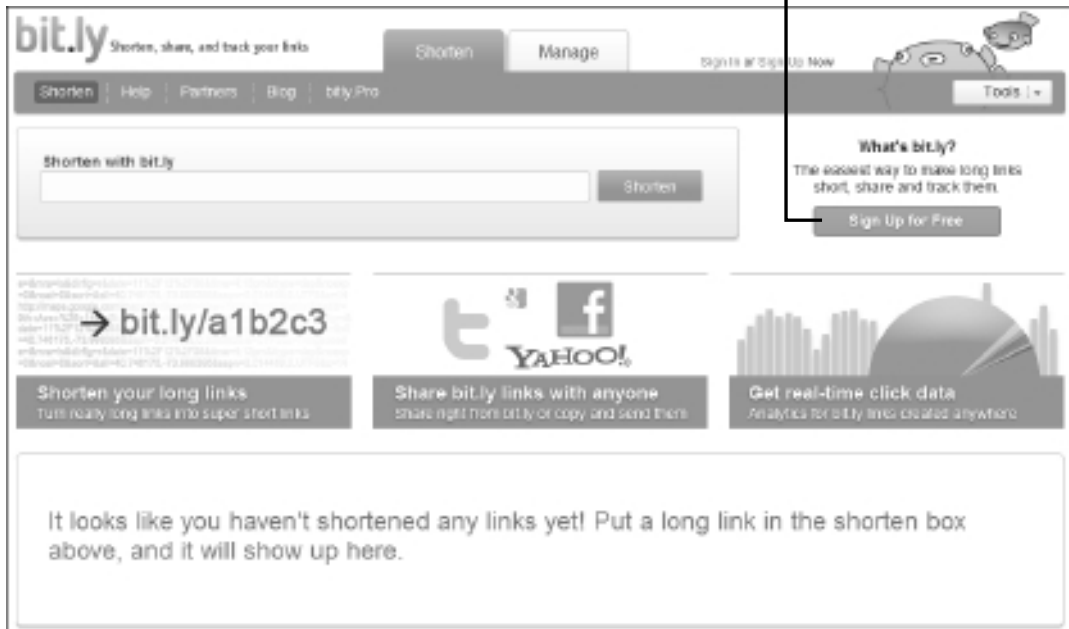 bit.ly Shorten, share, and track your links
Shorten Manage
Sign In or Sign Up Now
Shorten Help Partners Blog bitly.Pro
Tools
Shorten with bit.ly
Shorten
What's bit.ly?
The easiest way to make long links
short, share and track them.
Sign Up for Free
→ bit.ly/a1b2c3
YAHOO!
Shorten your long links
Turn really long links into super short links
Share bit.ly links with anyone
Share right from bit.ly or copy and send them
Get real-time click data
Analytics for bit.ly links created anywhere
It looks like you haven't shortened any links yet! Put a long link in the shorten box
above, and it will show up here.